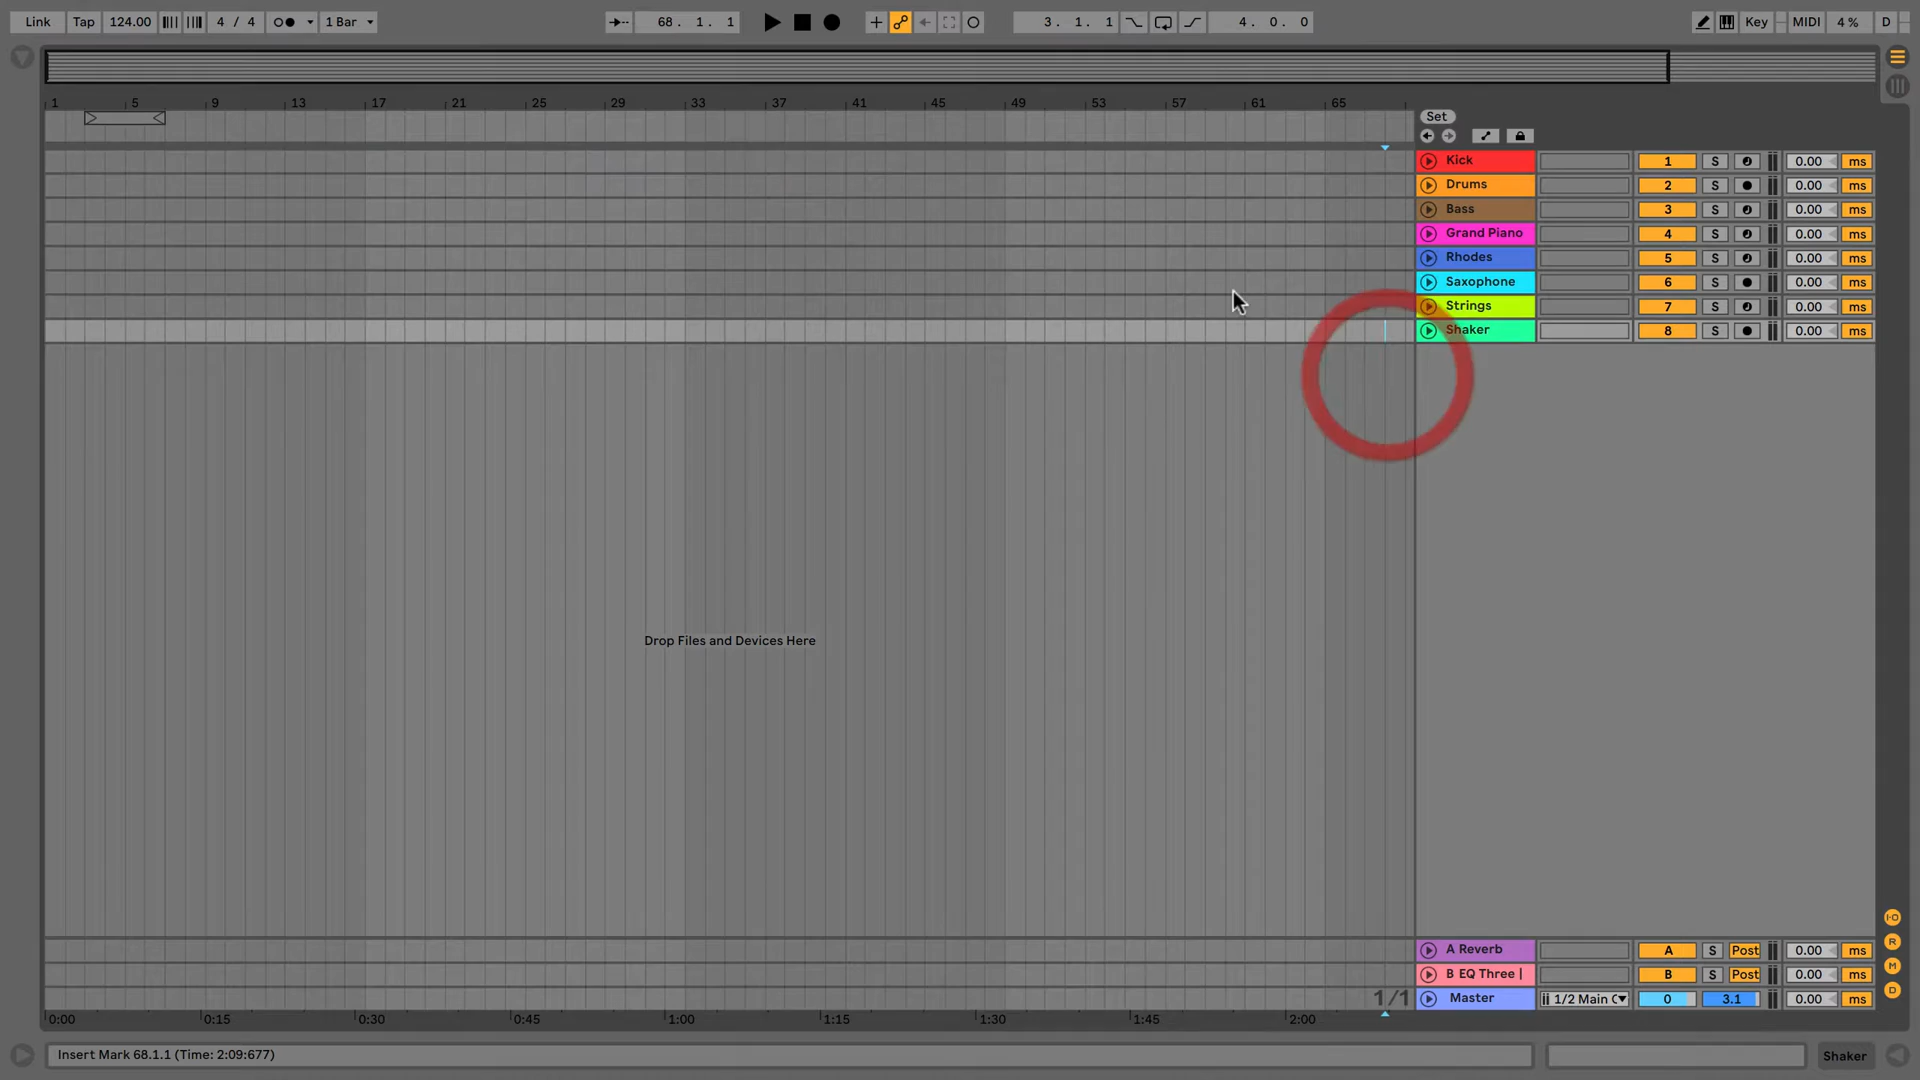 Link Tap 124.00 4 / 4 1 Bar 68. 1. 1 3. 1. 1 4. 0. 0 Key MIDI 4 % D
1 5 9 13 17 21 25 29 33 37 41 45 49 53 57 61 65
Set
Kick 1 S 0.00 ms
Drums 2 S 0.00 ms
Bass 3 S 0.00 ms
Grand Piano 4 S 0.00 ms
Rhodes 5 S 0.00 ms
Saxophone 6 S 0.00 ms
Strings 7 S 0.00 ms
Shaker 8 S 0.00 ms
Drop Files and Devices Here
I·O
R
M
D
A Reverb A S Post 0.00 ms
B EQ Three | B S Post 0.00 ms
1/1 Master 1/2 Main 0 3.1 0.00 ms
0:00 0:15 0:30 0:45 1:00 1:15 1:30 1:45 2:00
Insert Mark 68.1.1 (Time: 2:09:677) Shaker